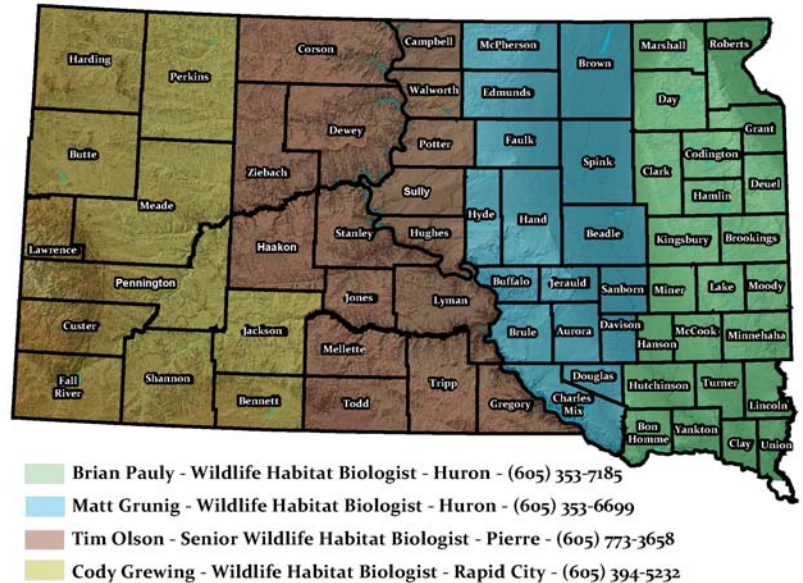 Harding
Perkins
Corson
Campbell
McPherson
Brown
Marshall
Roberts
Walworth
Edmunds
Day
Dewey
Butte
Ziebach
Potter
Faulk
Spink
Grant
Codington
Clark
Deuel
Hamlin
Meade
Sully
Hyde
Hand
Lawrence
Haakon
Stanley
Hughes
Beadle
Kingsbury
Brookings
Pennington
Jones
Lyman
Buffalo
Jerauld
Sanborn
Miner
Lake
Moody
Custer
Jackson
Mellette
Brule
Aurora
Davison
Hanson
McCook
Minnehaha
Fall
River
Shannon
Bennett
Todd
Tripp
Gregory
Douglas
Charles
Mix
Hutchinson
Turner
Lincoln
Bon
Homme
Yankton
Clay
Union
Brian Pauly - Wildlife Habitat Biologist - Huron - (605) 353-7185
Matt Grunig - Wildlife Habitat Biologist - Huron - (605) 353-6699
Tim Olson - Senior Wildlife Habitat Biologist - Pierre - (605) 773-3658
Cody Grewing - Wildlife Habitat Biologist - Rapid City - (605) 394-5232